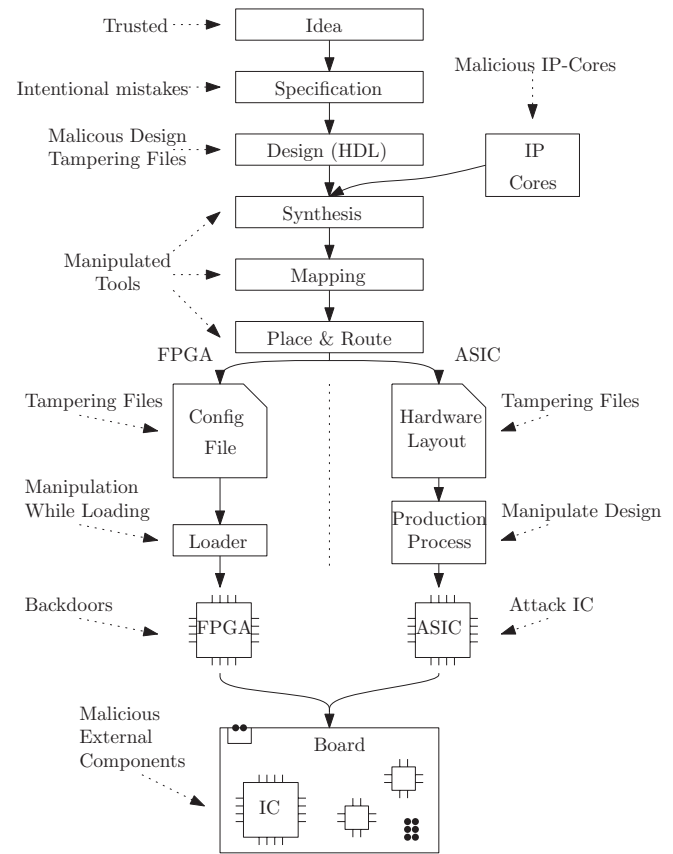 Trusted
Idea
Malicious IP-Cores
Intentional mistakes
Specification
Malicous Design
Tampering Files
Design (HDL)
IP
Cores
Synthesis
Manipulated
Tools
Mapping
Place & Route
FPGA
ASIC
Tampering Files
Config
File
Hardware
Layout
Tampering Files
Manipulation
While Loading
Loader
Production
Process
Manipulate Design
Backdoors
FPGA
ASIC
Attack IC
Malicious
External
Components
Board
IC